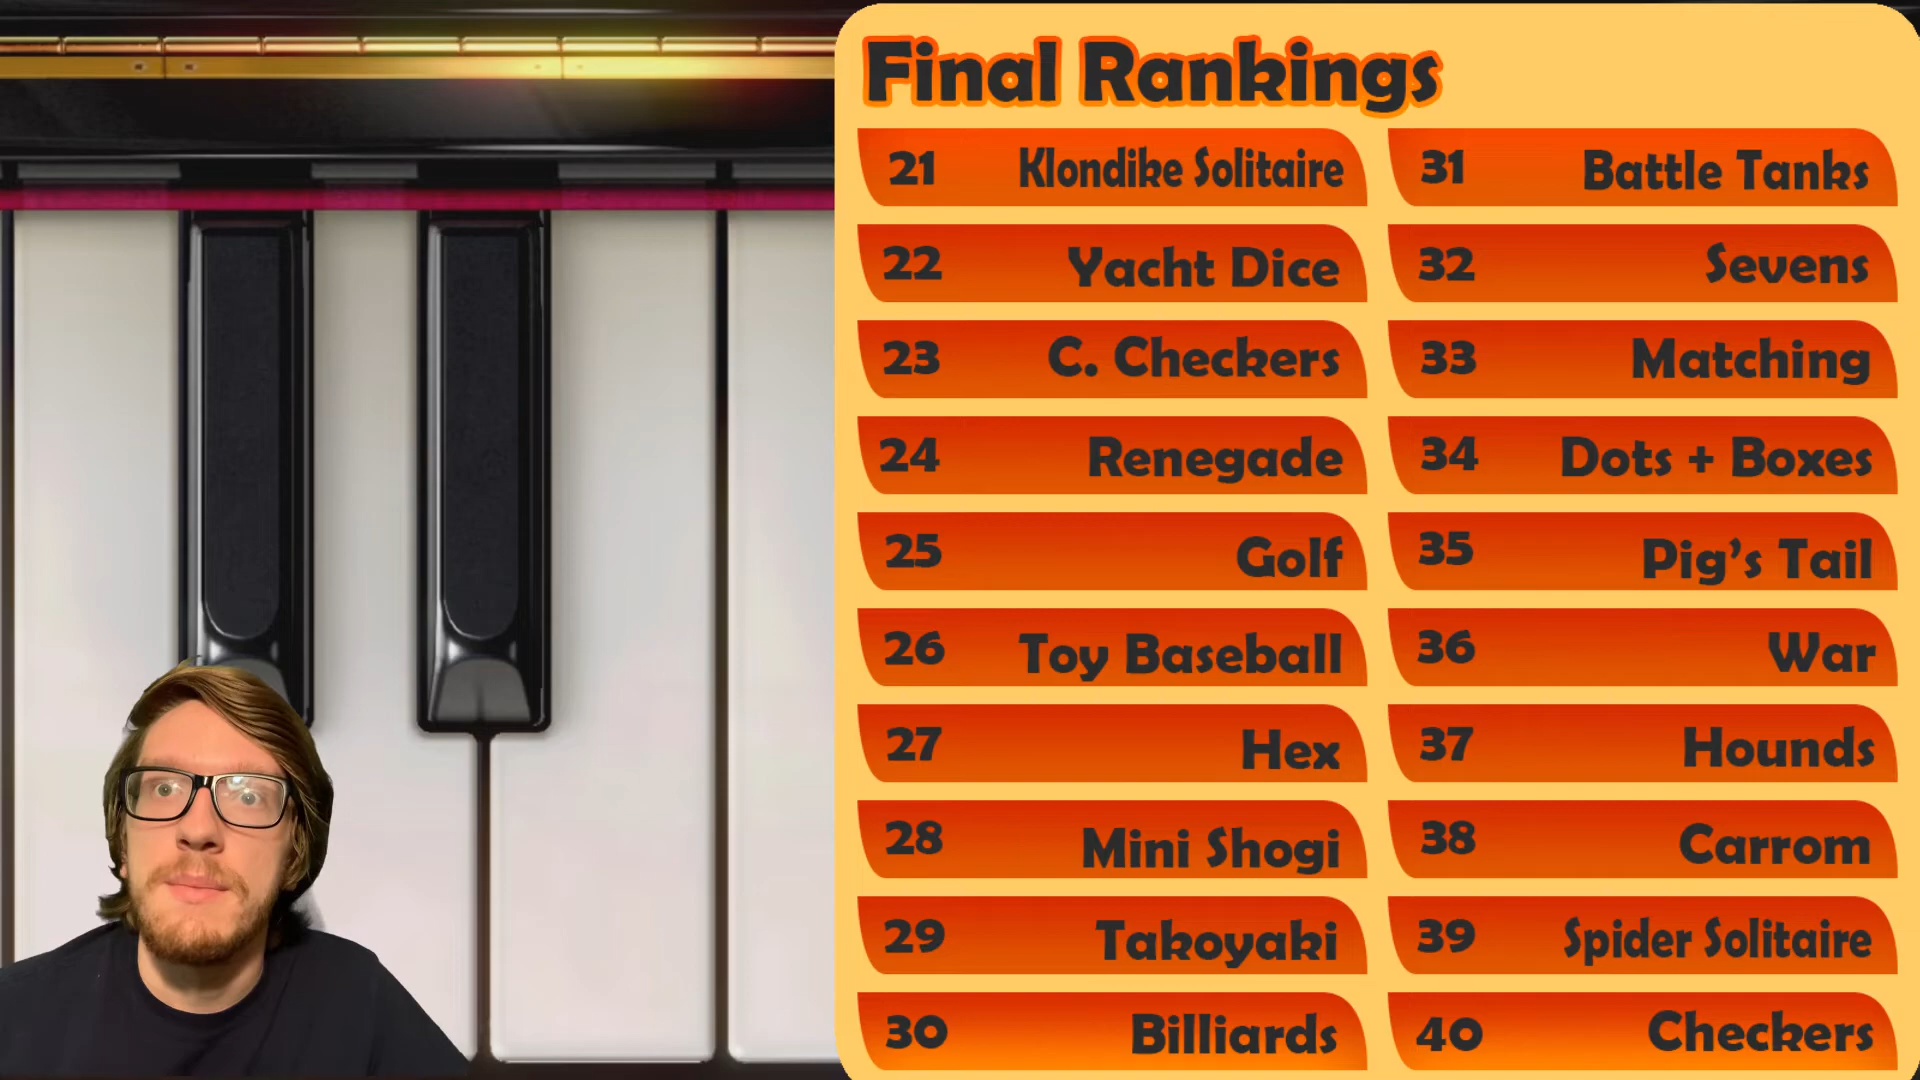 Final Rankings
21 Klondike Solitaire
22 Yacht Dice
23 C. Checkers
24 Renegade
25 Golf
26 Toy Baseball
27 Hex
28 Mini Shogi
29 Takoyaki
30 Billiards
31 Battle Tanks
32 Sevens
33 Matching
34 Dots + Boxes
35 Pig's Tail
36 War
37 Hounds
38 Carrom
39 Spider Solitaire
40 Checkers